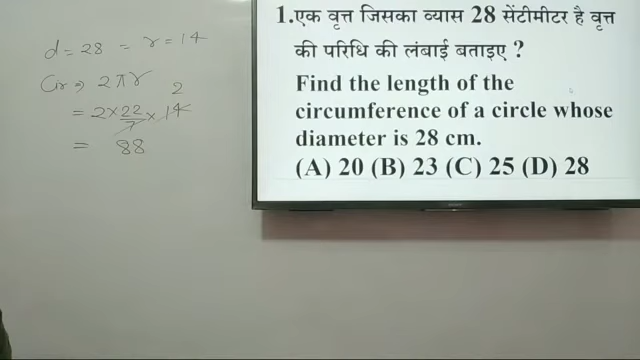 d = 28 = r = 14
Cir ⇒ 2πr
2
= 2 × 22/7 × 14
= 88
1.एक वृत्त जिसका व्यास 28 सेंटीमीटर है वृत्त
की परिधि की लंबाई बताइए ?
Find the length of the
circumference of a circle whose
diameter is 28 cm.
(A) 20 (B) 23 (C) 25 (D) 28